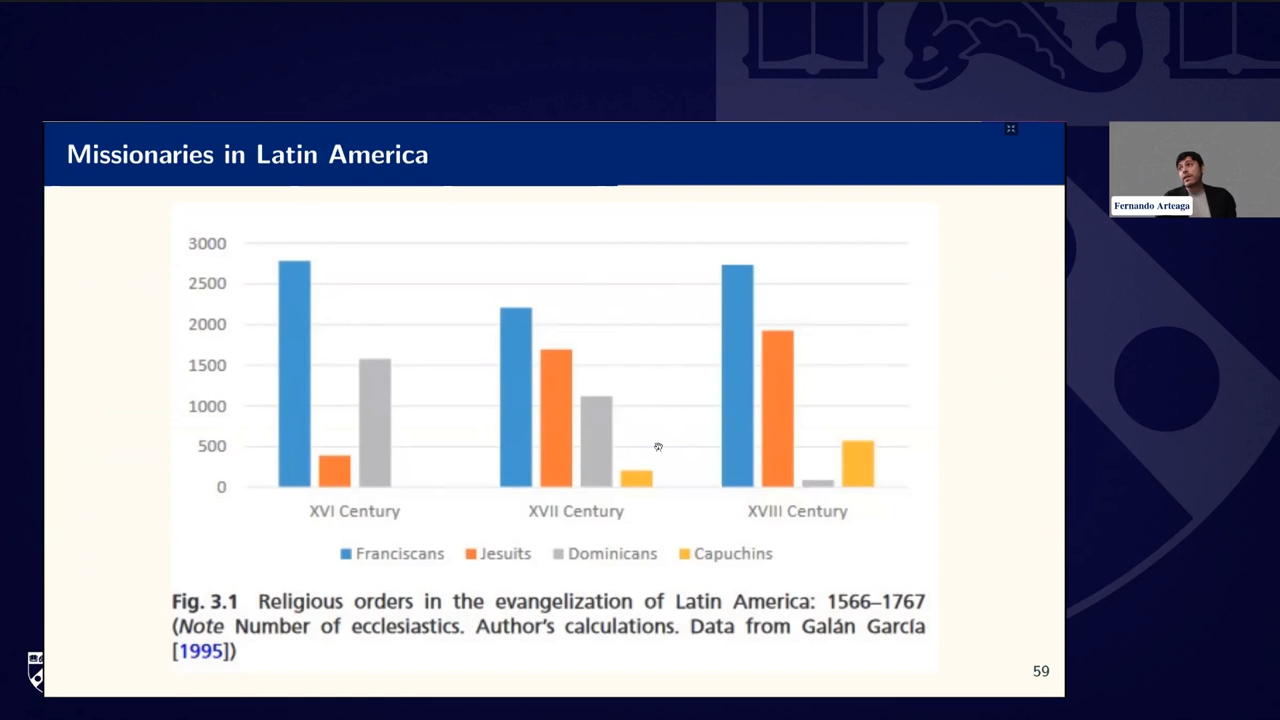 Missionaries in Latin America
Fernando Arteaga
3000
2500
2000
1500
1000
500
0
XVI Century XVII Century XVIII Century
Franciscans Jesuits Dominicans Capuchins
Fig. 3.1 Religious orders in the evangelization of Latin America: 1566–1767
(Note Number of ecclesiastics. Author's calculations. Data from Galán García
[1995])
59